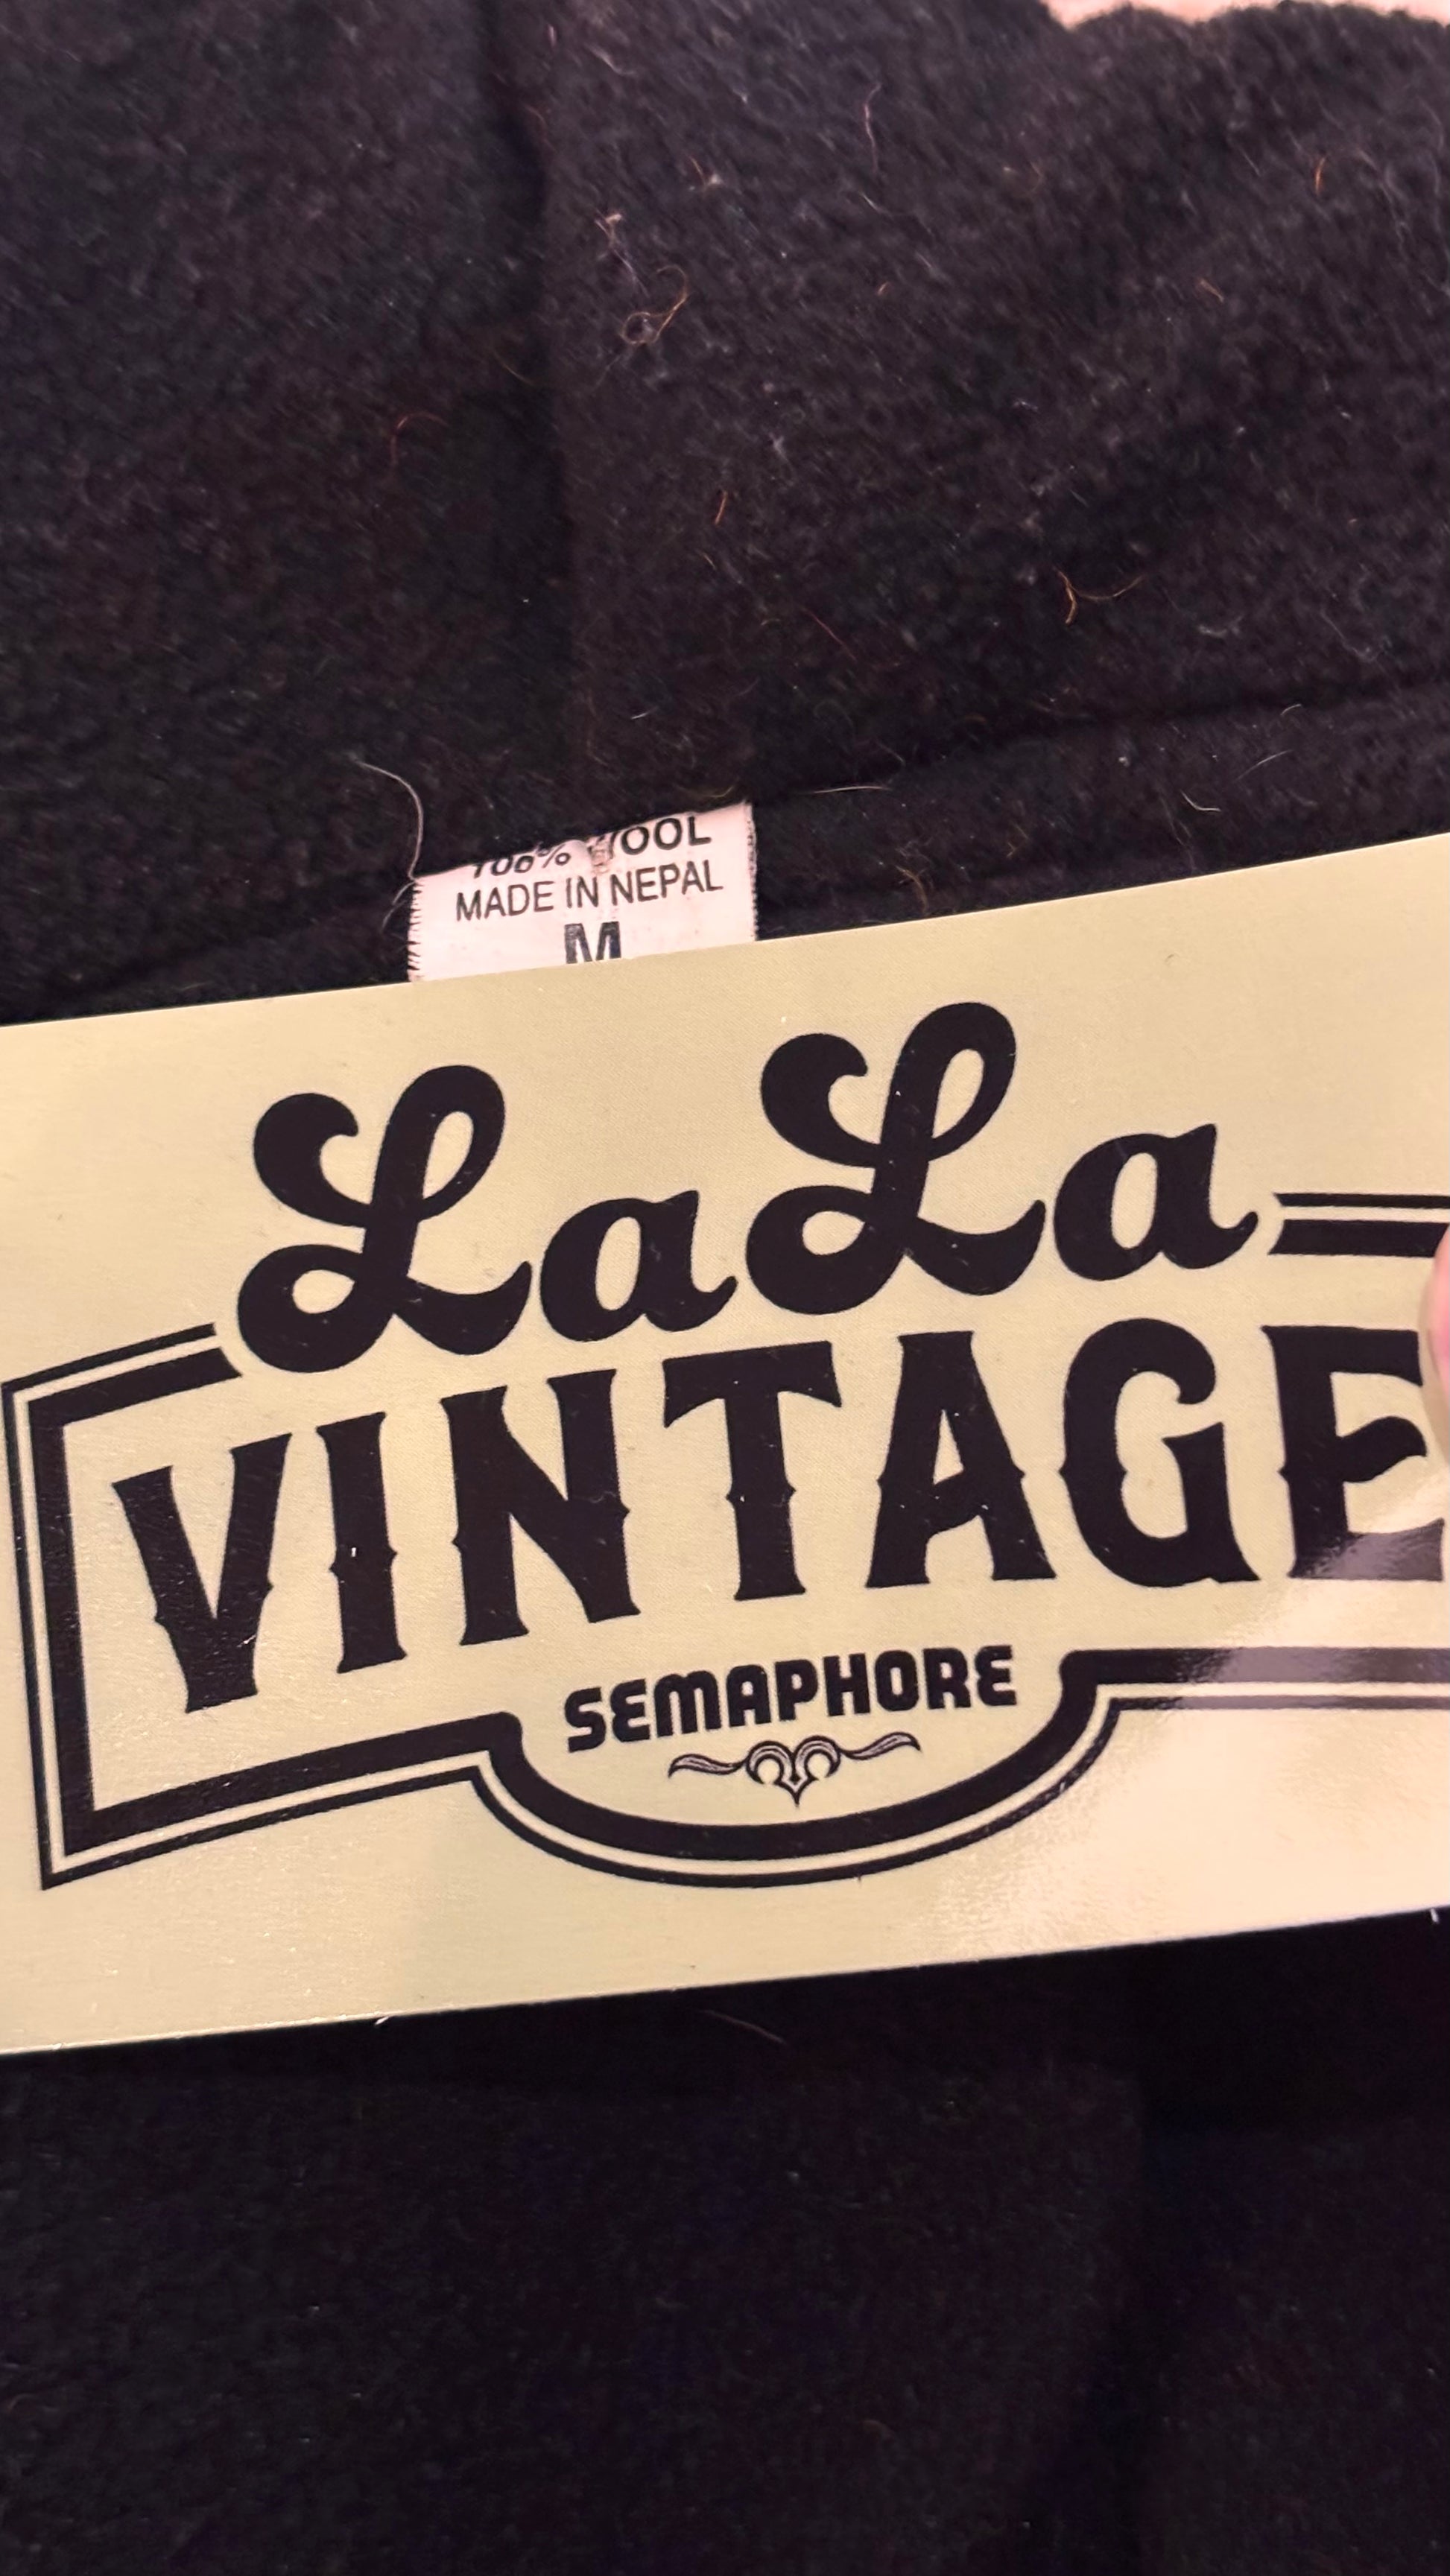 100% WOOL
MADE IN NEPAL
M
LaLa
VINTAGE
SEMAPHORE